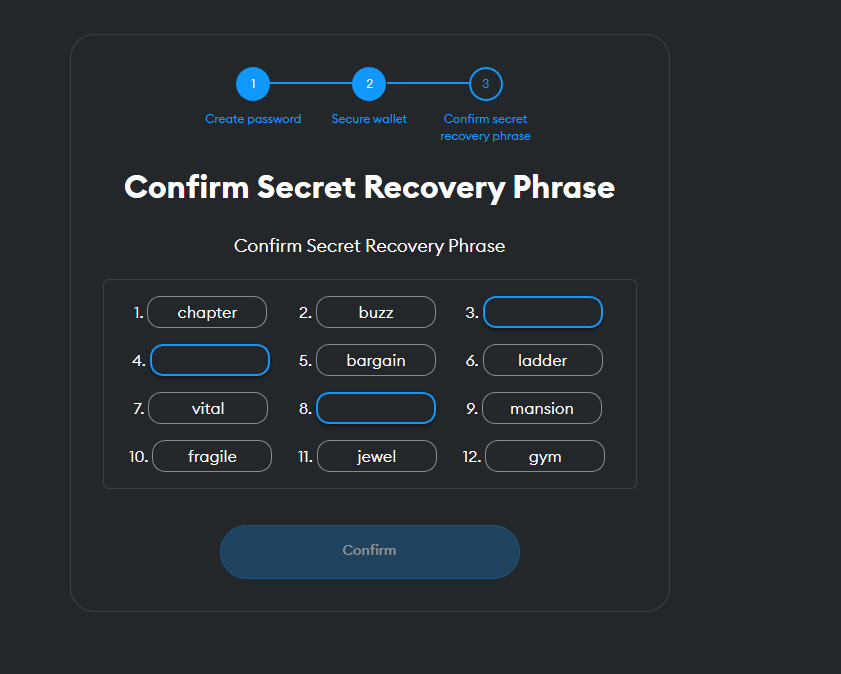 1 2 3
Create password Secure wallet Confirm secret
recovery phrase
Confirm Secret Recovery Phrase
Confirm Secret Recovery Phrase
1. chapter 2. buzz 3.
4. 5. bargain 6. ladder
7. vital 8. 9. mansion
10. fragile 11. jewel 12. gym
Confirm